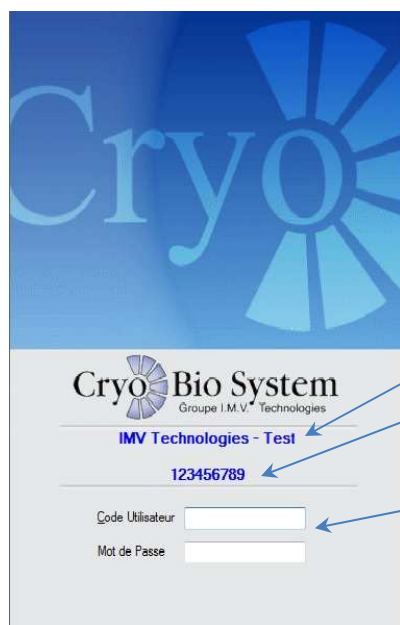 Cryo
Cryo Bio System
Groupe I.M.V. Technologies
IMV Technologies - Test
123456789
Code Utilisateur
Mot de Passe